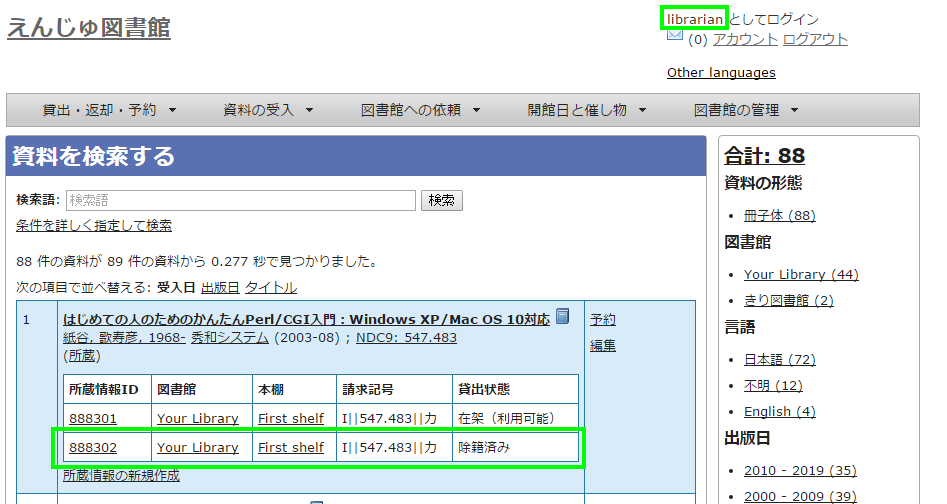 えんじゅ図書館
librarian としてログイン
(0) アカウント ログアウト
Other languages
貸出・返却・予約 資料の受入 図書館への依頼 開館日と催し物 図書館の管理
資料を検索する
検索語: 検索語 検索
条件を詳しく指定して検索
88 件の資料が 89 件の資料から 0.277 秒で見つかりました。
次の項目で並べ替える: 受入日 出版日 タイトル
1 はじめての人のためのかんたんPerl/CGI入門 : Windows XP/Mac OS 10対応 予約
紙谷, 歌寿彦, 1968- 秀和システム (2003-08) ; NDC9: 547.483
(所蔵) 編集
所蔵情報ID 図書館 本棚 請求記号 貸出状態
888301 Your Library First shelf I||547.483||カ 在架（利用可能）
888302 Your Library First shelf I||547.483||カ 除籍済み
所蔵情報の新規作成
合計: 88
資料の形態
冊子体 (88)
図書館
Your Library (44)
きり図書館 (2)
言語
日本語 (72)
不明 (12)
English (4)
出版日
2010 - 2019 (35)
2000 - 2009 (39)